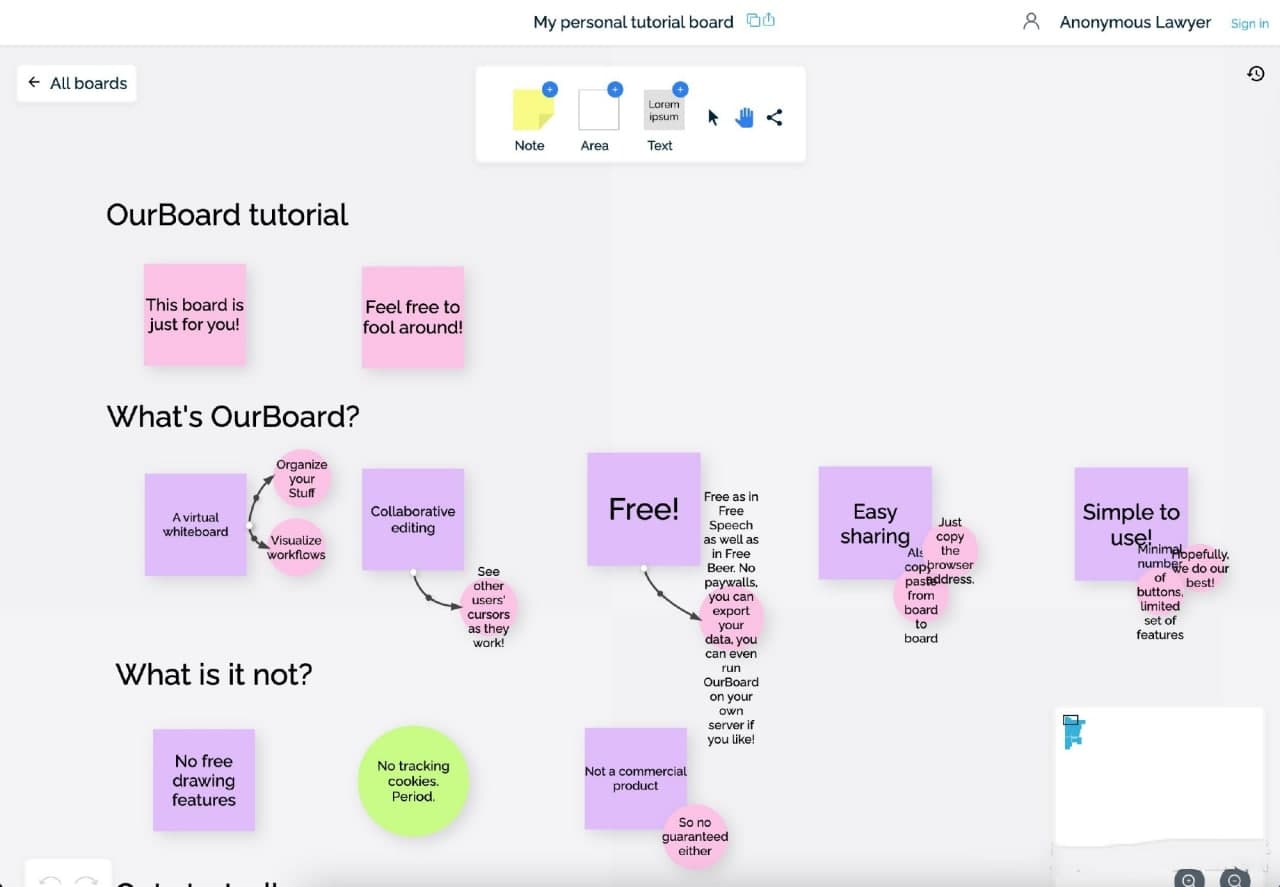 My personal tutorial board
Anonymous Lawyer
Sign in
All boards
Lorem
ipsum
Note
Area
Text
OurBoard tutorial
This board is
just for you!
Feel free to
fool around!
What's OurBoard?
A virtual
whiteboard
Organize
your
Stuff
Visualize
workflows
Collaborative
editing
See
other
users'
cursors
as they
work!
Free!
Free as in
Free
Speech
as well as
in Free
Beer. No
paywalls,
you can
export
your
data, you
can even
run
OurBoard
on your
own
server if
you like!
Easy
sharing
Just
copy
the
browser
address.
copy
paste
from
board
to
board
Simple to
use!
Minimal
number
of
buttons,
limited
set of
features
Hopefully,
we do our
best!
What is it not?
No free
drawing
features
No tracking
cookies.
Period.
Not a commercial
product
So no
guaranteed
either